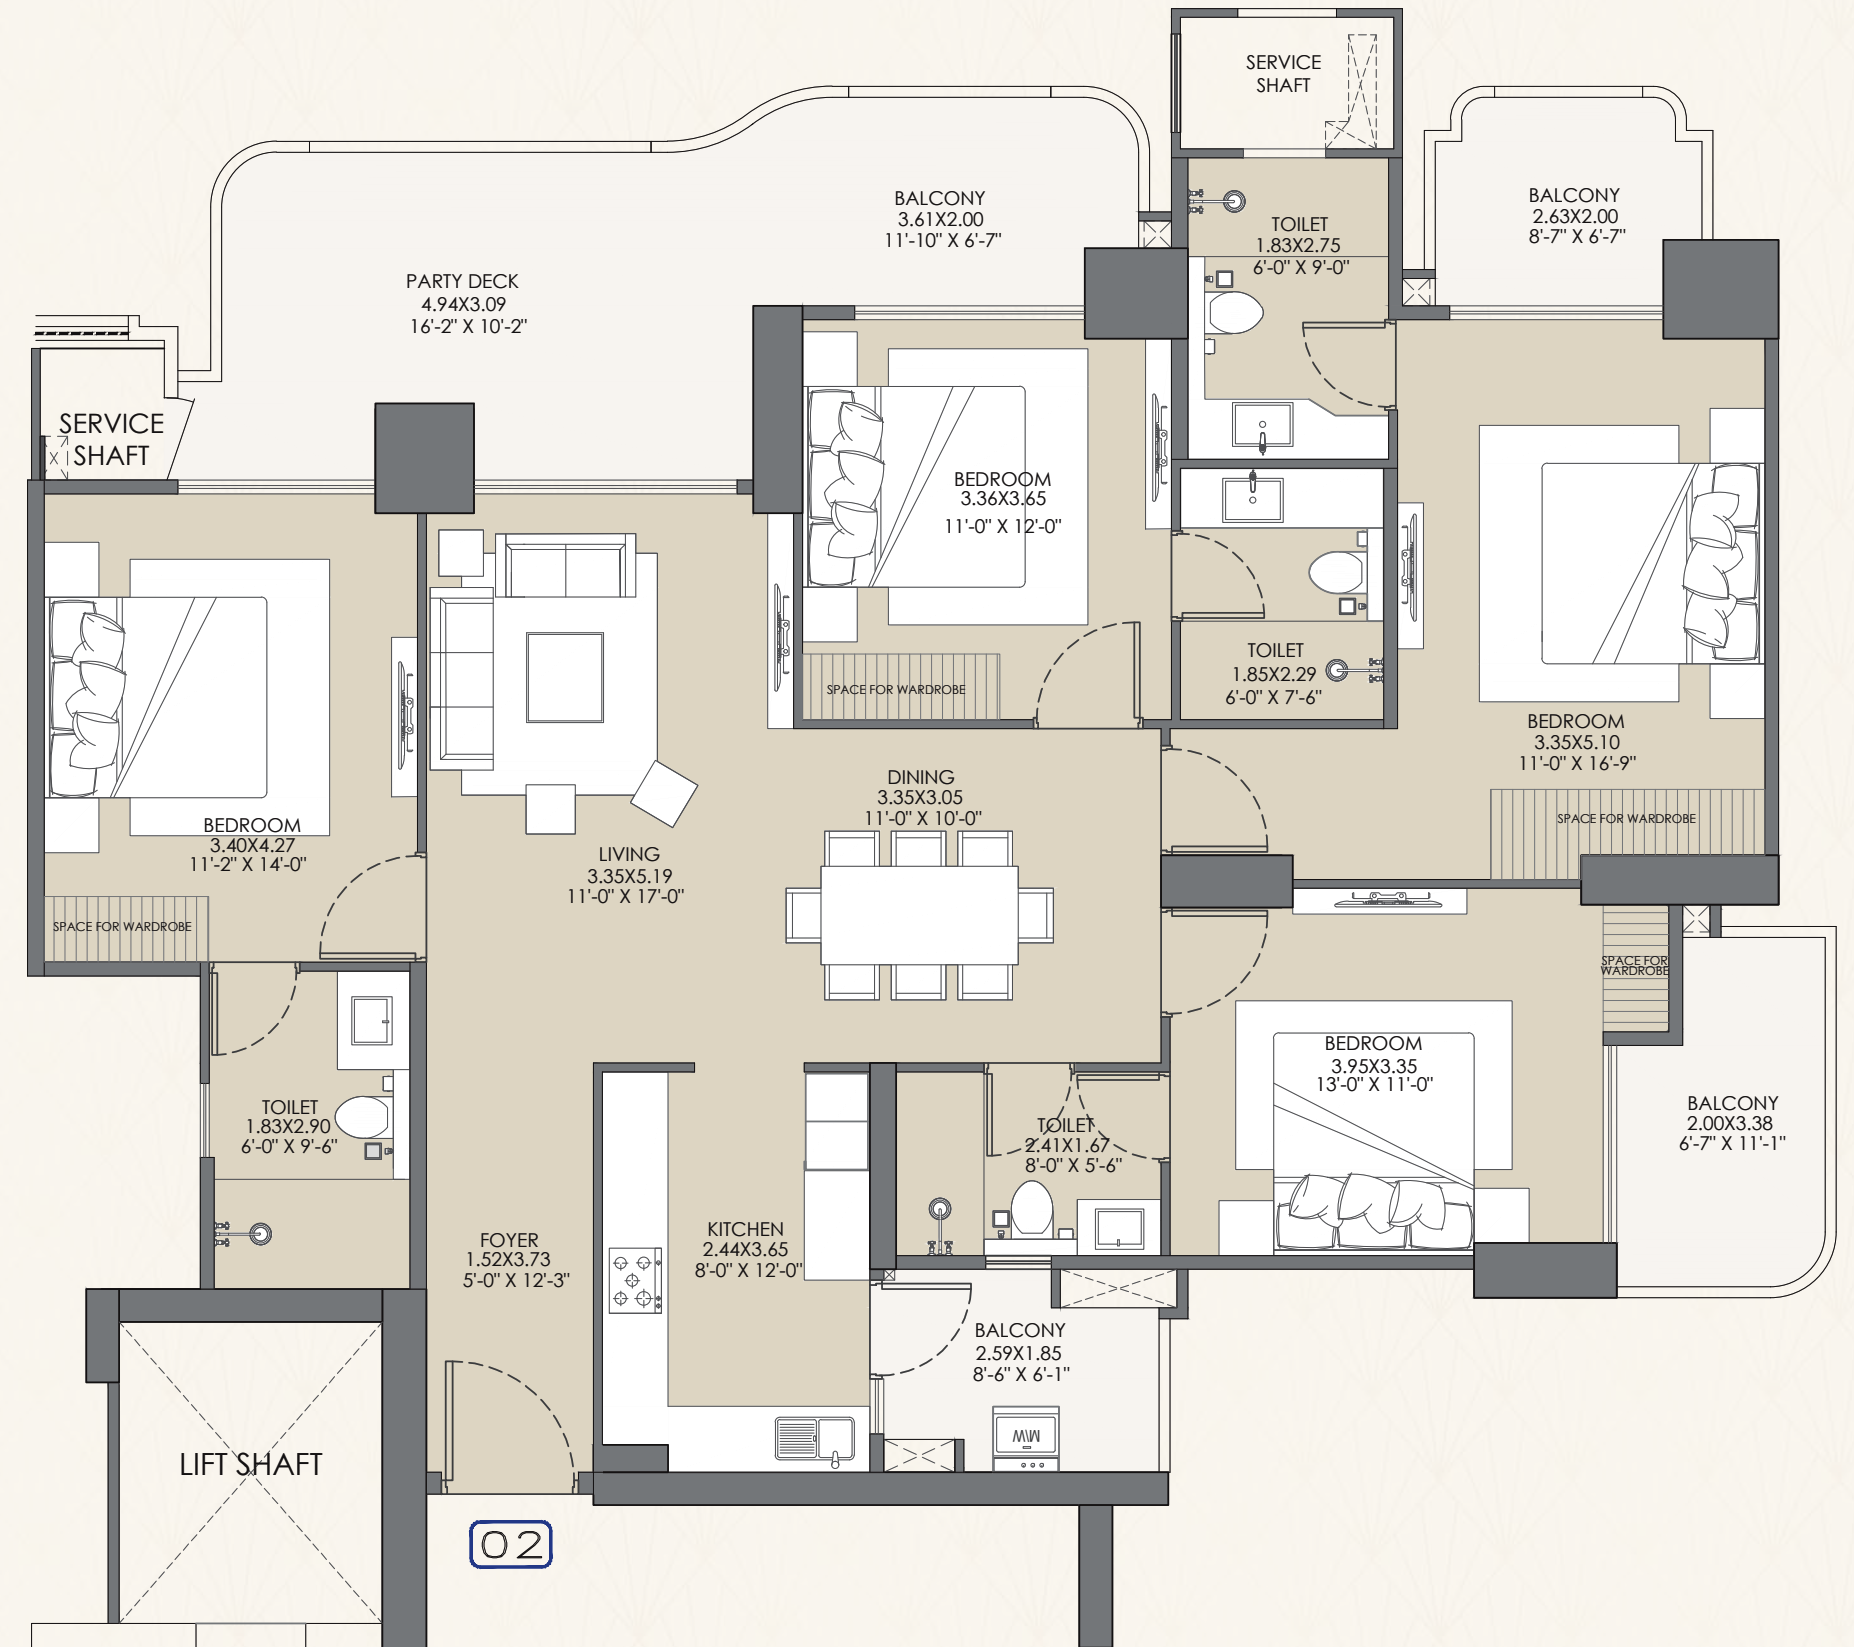 SERVICE
SHAFT
BALCONY
3.61X2.00
11'-10" X 6'-7"
TOILET
1.83X2.75
6'-0" X 9'-0"
BALCONY
2.63X2.00
8'-7" X 6'-7"
PARTY DECK
4.94X3.09
16'-2" X 10'-2"
SERVICE
SHAFT
BEDROOM
3.36X3.65
11'-0" X 12'-0"
TOILET
1.85X2.29
6'-0" X 7'-6"
SPACE FOR WARDROBE
BEDROOM
3.35X5.10
11'-0" X 16'-9"
SPACE FOR WARDROBE
BEDROOM
3.40X4.27
11'-2" X 14'-0"
SPACE FOR WARDROBE
LIVING
3.35X5.19
11'-0" X 17'-0"
DINING
3.35X3.05
11'-0" X 10'-0"
SPACE FOR
WARDROBE
BEDROOM
3.95X3.35
13'-0" X 11'-0"
BALCONY
2.00X3.38
6'-7" X 11'-1"
TOILET
1.83X2.90
6'-0" X 9'-6"
TOILET
2.41X1.67
8'-0" X 5'-6"
FOYER
1.52X3.73
5'-0" X 12'-3"
KITCHEN
2.44X3.65
8'-0" X 12'-0"
BALCONY
2.59X1.85
8'-6" X 6'-1"
W/M
LIFT SHAFT
02